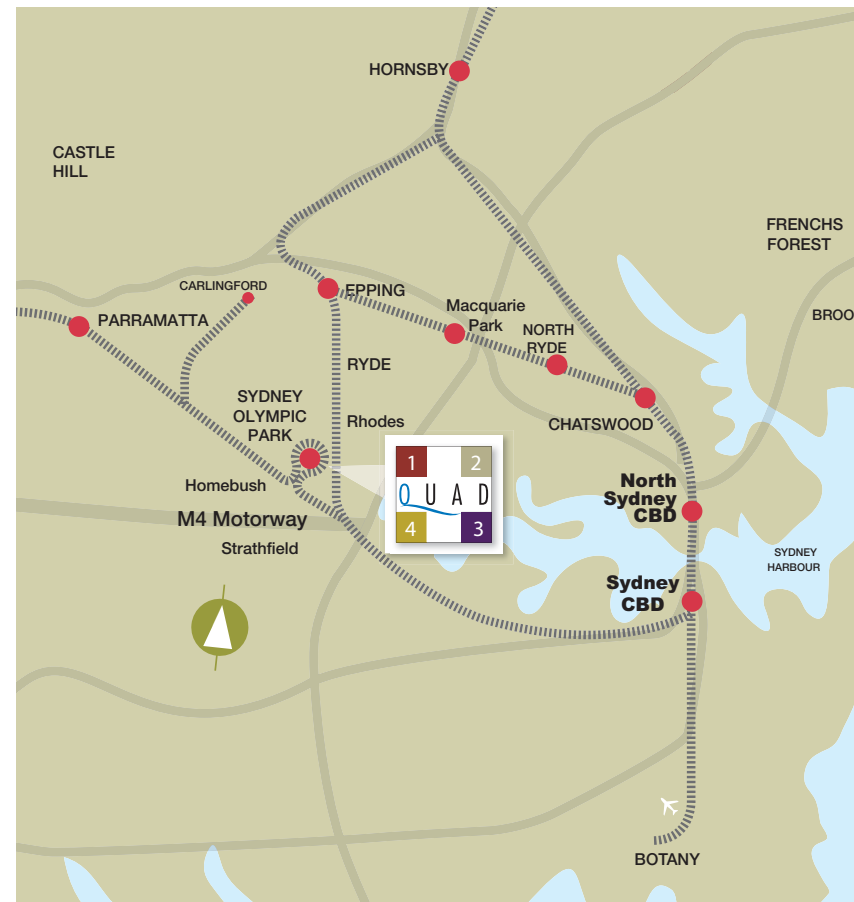 HORNSBY
CASTLE
HILL
FRENCHS
FOREST
CARLINGFORD
EPPING
Macquarie
Park
PARRAMATTA
BROO
NORTH
RYDE
RYDE
SYDNEY
OLYMPIC
PARK
Rhodes
CHATSWOOD
1 2
QUAD
4 3
Homebush
North
Sydney
CBD
M4 Motorway
Strathfield
SYDNEY
HARBOUR
Sydney
CBD
BOTANY